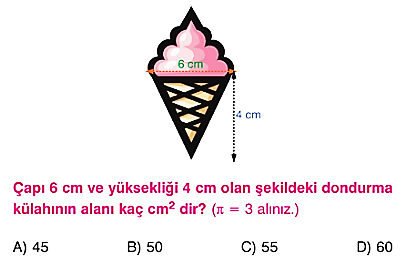 6 cm
4 cm
Çapı 6 cm ve yüksekliği 4 cm olan şekildeki dondurma
külahının alanı kaç cm² dir? (π = 3 alınız.)
A) 45 B) 50 C) 55 D) 60